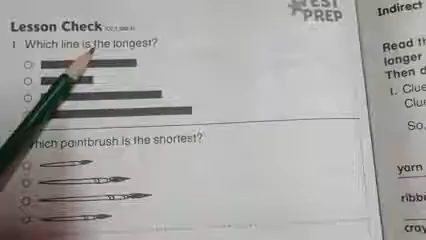 TEST
PREP
Lesson Check
1. Which line is the longest?
hich paintbrush is the shortest?
Indirect
Read
longer
Then
1. Clue
Clu
So,
yarn
ribb
cray